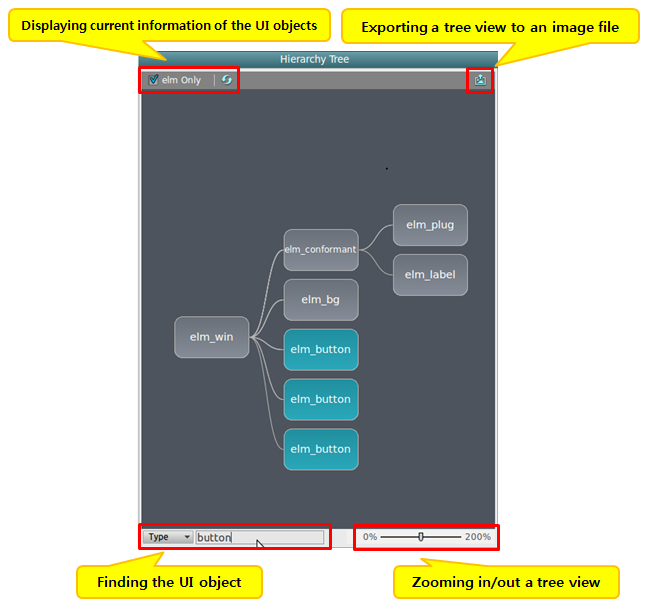 Displaying current information of the UI objects
Exporting a tree view to an image file
Hierarchy Tree
elm Only
elm_plug
elm_conformant
elm_label
elm_bg
elm_win
elm_button
elm_button
elm_button
Type button
0% 200%
Finding the UI object
Zooming in/out a tree view